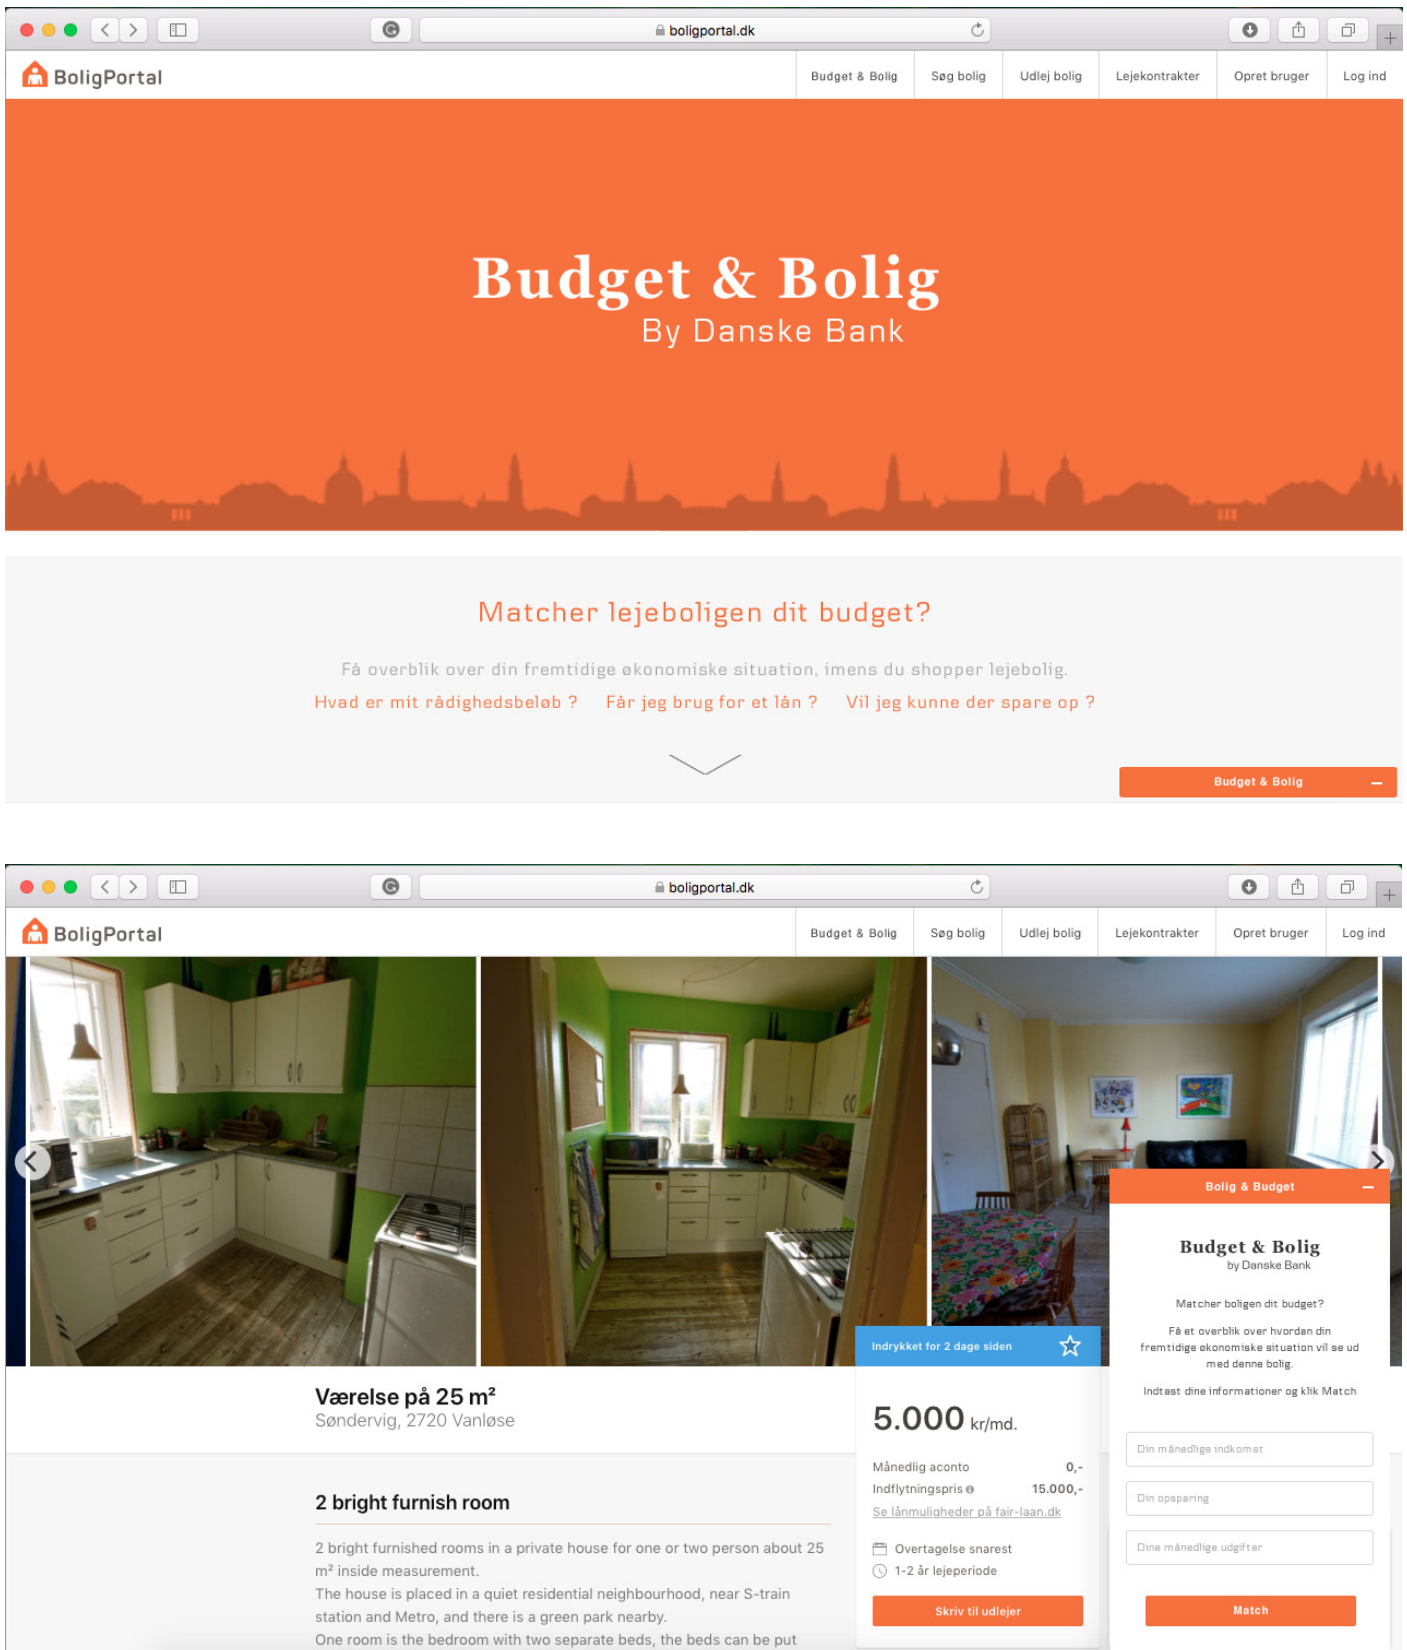 boligportal.dk
BoligPortal
Budget & Bolig
Søg bolig
Udlej bolig
Lejekontrakter
Opret bruger
Log ind
Budget & Bolig
By Danske Bank
Matcher lejeboligen dit budget?
Få overblik over din fremtidige økonomiske situation, imens du shopper lejebolig.
Hvad er mit rådighedsbeløb ? Får jeg brug for et lån ? Vil jeg kunne der spare op ?
Budget & Bolig
boligportal.dk
BoligPortal
Budget & Bolig
Søg bolig
Udlej bolig
Lejekontrakter
Opret bruger
Log ind
Værelse på 25 m²
Søndervig, 2720 Vanløse
2 bright furnish room
2 bright furnished rooms in a private house for one or two person about 25
m² inside measurement.
The house is placed in a quiet residential neighbourhood, near S-train
station and Metro, and there is a green park nearby.
One room is the bedroom with two separate beds, the beds can be put
Indrykket for 2 dage siden
5.000 kr/md.
Månedlig aconto 0,-
Indflytningspris 15.000,-
Se lånmuligheder på fair-laan.dk
Overtagelse snarest
1-2 år lejeperiode
Skriv til udlejer
Bolig & Budget
Budget & Bolig
by Danske Bank
Matcher boligen dit budget?
Få et overblik over hvordan din
fremtidige økonomiske situation vil se ud
med denne bolig.
Indtast dine informationer og klik Match
Din månedlige indkomst
Din opsparing
Dine månedlige udgifter
Match